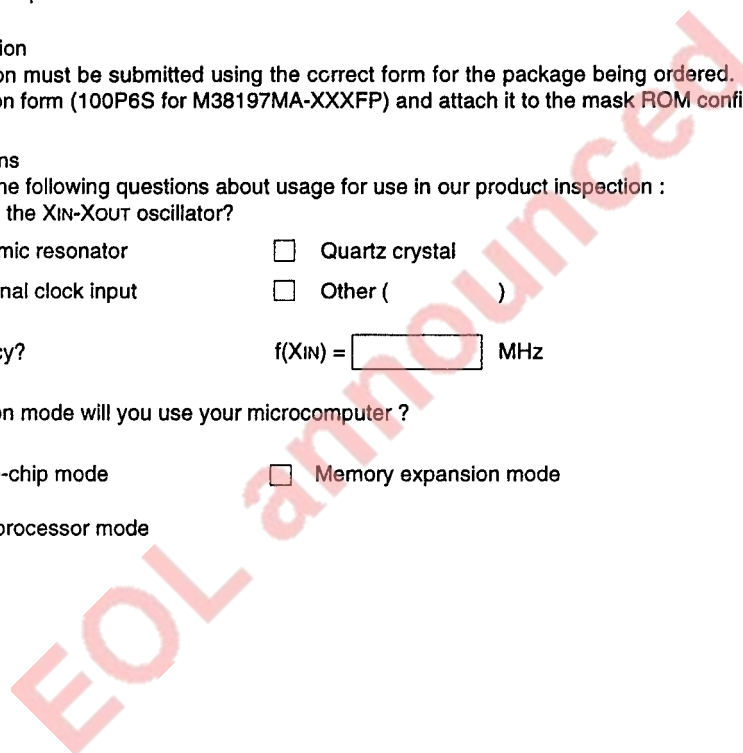 ion
on must be submitted using the correct form for the package being ordered.
on form (100P6S for M38197MA-XXXFP) and attach it to the mask ROM confi
ns
he following questions about usage for use in our product inspection :
the XIN-XOUT oscillator?
mic resonator Quartz crystal
nal clock input Other ( )
cy? f(XIN) = MHz
on mode will you use your microcomputer ?
-chip mode Memory expansion mode
processor mode
EOL announced